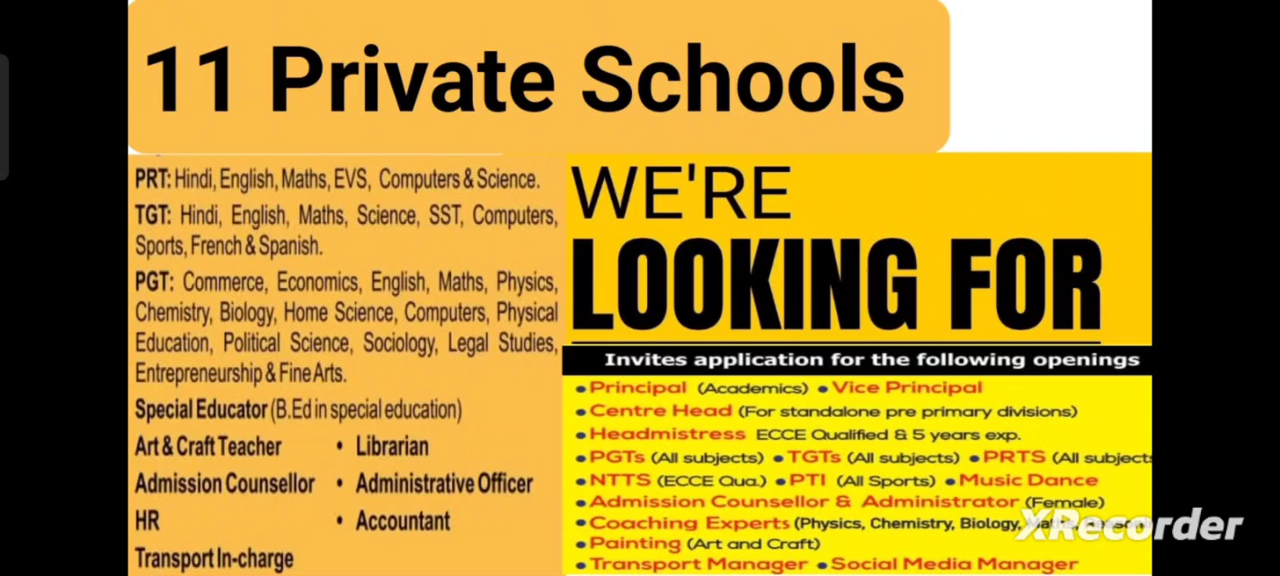 11 Private Schools
PRT: Hindi, English, Maths, EVS, Computers & Science.
TGT: Hindi, English, Maths, Science, SST, Computers,
Sports, French & Spanish.
PGT: Commerce, Economics, English, Maths, Physics,
Chemistry, Biology, Home Science, Computers, Physical
Education, Political Science, Sociology, Legal Studies,
Entrepreneurship & Fine Arts.
Special Educator (B.Ed in special education)
Art & Craft Teacher • Librarian
Admission Counsellor • Administrative Officer
HR • Accountant
Transport In-charge
WE'RE
LOOKING FOR
Invites application for the following openings
• Principal (Academics) • Vice Principal
• Centre Head (For standalone pre primary divisions)
• Headmistress ECCE Qualified & 5 years exp.
• PGTs (All subjects) • TGTs (All subjects) • PRTS (All subjects
• NTTS (ECCE Qua.) • PTI (All Sports) • Music Dance
• Admission Counsellor & Administrator (Female)
• Coaching Experts (Physics, Chemistry, Biology,
• Painting (Art and Craft)
• Transport Manager • Social Media Manager
XRecorder